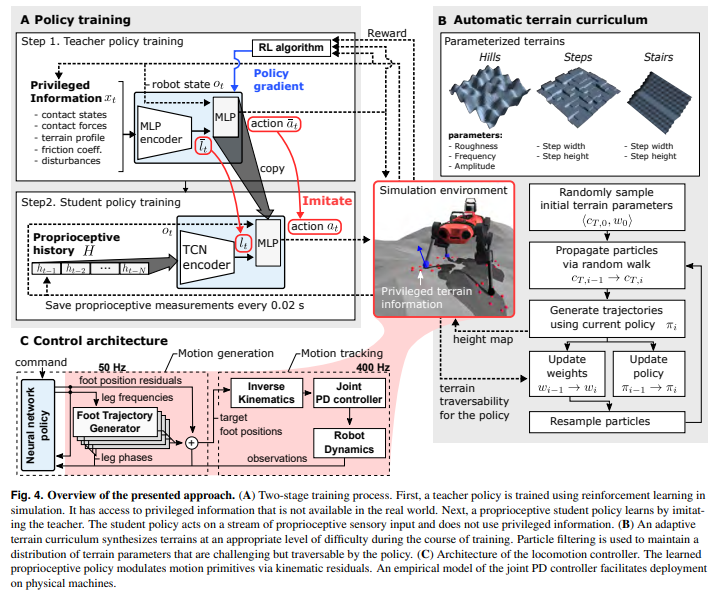 A Policy training
Step 1. Teacher policy training
Reward
RL algorithm
Privileged
Information x_t
- contact states
- contact forces
- terrain profile
- friction coeff.
- disturbances
robot state o_t
Policy
gradient
MLP
encoder
MLP
l̄_t
action ā_t
copy
Imitate
Step2. Student policy training
Proprioceptive
history H
h_{t−1} h_{t−2} ⋯ h_{t−N}
o_t
TCN
encoder
l_t
MLP
action a_t
Save proprioceptive measurements every 0.02 s
Simulation environment
Privileged terrain
information
B Automatic terrain curriculum
Parameterized terrains
Hills Steps Stairs
parameters:
- Roughness
- Frequency
- Amplitude
- Step width
- Step height
- Step width
- Step height
Randomly sample
initial terrain parameters
⟨c_{T,0}, w_0⟩
Propagate particles
via random walk
c_{T,i−1} → c_{T,i}
Generate trajectories
using current policy π_i
height map
Update
weights
w_{i−1} → w_i
Update
policy
π_{i−1} → π_i
terrain
traversability
for the policy
Resample particles
C Control architecture
command
50 Hz
Motion generation
Motion tracking
400 Hz
Neural network
policy
foot position residuals
leg frequencies
Foot Trajectory
Generator
leg phases
+
Inverse
Kinematics
Joint
PD controller
target
foot positions
Robot
Dynamics
observations
Fig. 4. Overview of the presented approach. (A) Two-stage training process. First, a teacher policy is trained using reinforcement learning in
simulation. It has access to privileged information that is not available in the real world. Next, a proprioceptive student policy learns by imitat-
ing the teacher. The student policy acts on a stream of proprioceptive sensory input and does not use privileged information. (B) An adaptive
terrain curriculum synthesizes terrains at an appropriate level of difficulty during the course of training. Particle filtering is used to maintain a
distribution of terrain parameters that are challenging but traversable by the policy. (C) Architecture of the locomotion controller. The learned
proprioceptive policy modulates motion primitives via kinematic residuals. An empirical model of the joint PD controller facilitates deployment
on physical machines.